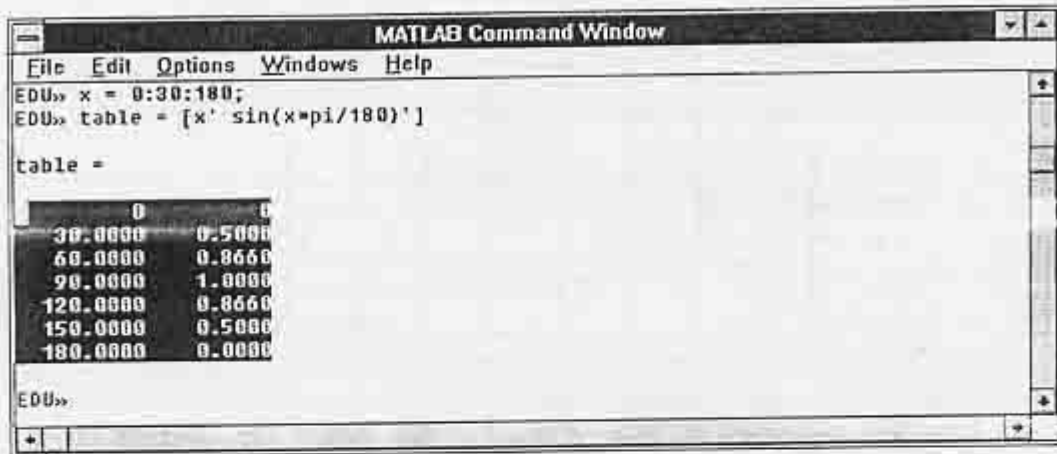 MATLAB Command Window
File Edit Options Windows Help
EDU» x = 0:30:180;
EDU» table = [x' sin(x*pi/180)']
table =
0 0
30.0000 0.5000
60.0000 0.8660
90.0000 1.0000
120.0000 0.8660
150.0000 0.5000
180.0000 0.0000
EDU»